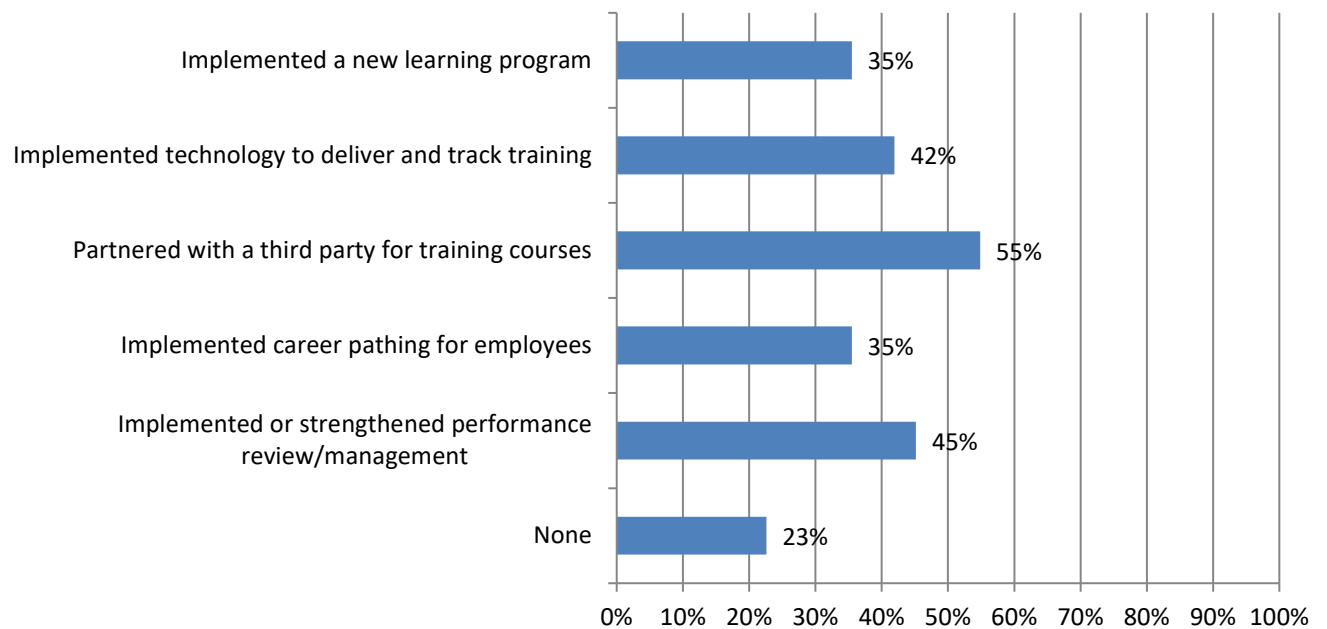 Implemented a new learning program
35%
Implemented technology to deliver and track training
42%
Partnered with a third party for training courses
55%
Implemented career pathing for employees
35%
Implemented or strengthened performance
review/management
45%
None
23%
0% 10% 20% 30% 40% 50% 60% 70% 80% 90% 100%